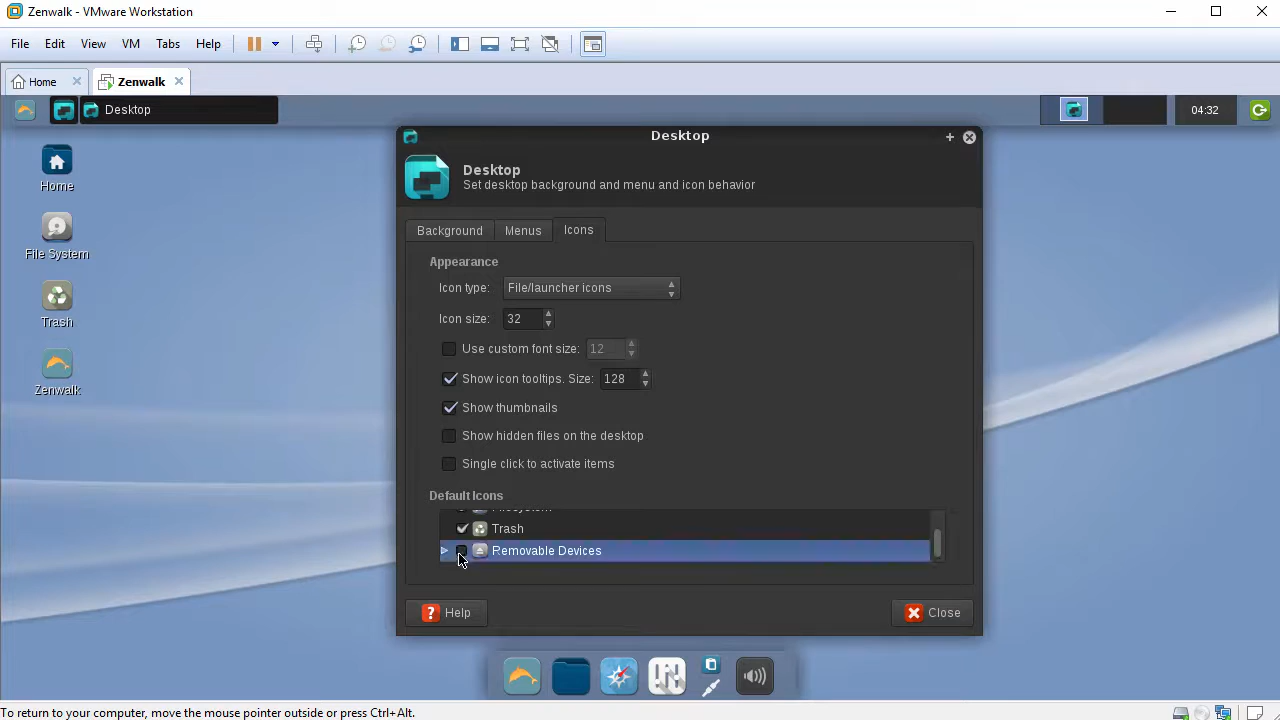 Zenwalk - VMware Workstation
File Edit View VM Tabs Help
Home Zenwalk
Desktop 04:32
Desktop
Desktop
Set desktop background and menu and icon behavior
Background Menus Icons
Appearance
Icon type: File/launcher icons
Icon size: 32
Use custom font size: 12
Show icon tooltips. Size: 128
Show thumbnails
Show hidden files on the desktop
Single click to activate items
Default Icons
Filesystem
Trash
Removable Devices
Help Close
Home
File System
Trash
Zenwalk
To return to your computer, move the mouse pointer outside or press Ctrl+Alt.